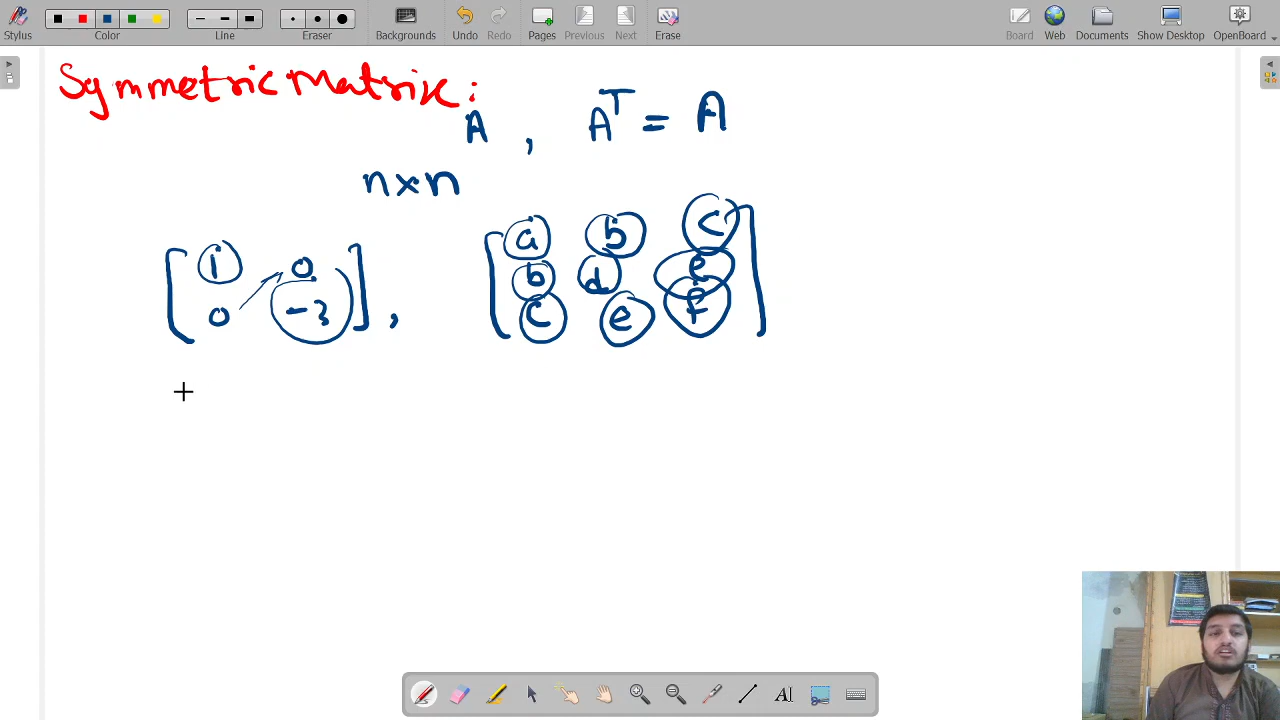 Stylus Color Line Eraser Backgrounds Undo Redo Pages Previous Next Erase Board Web Documents Show Desktop OpenBoard
Symmetric Matrix:
A , Aᵀ = A
n×n
[ 1 0
0 -3 ] ,
[ a b c
b d e
c e f ]